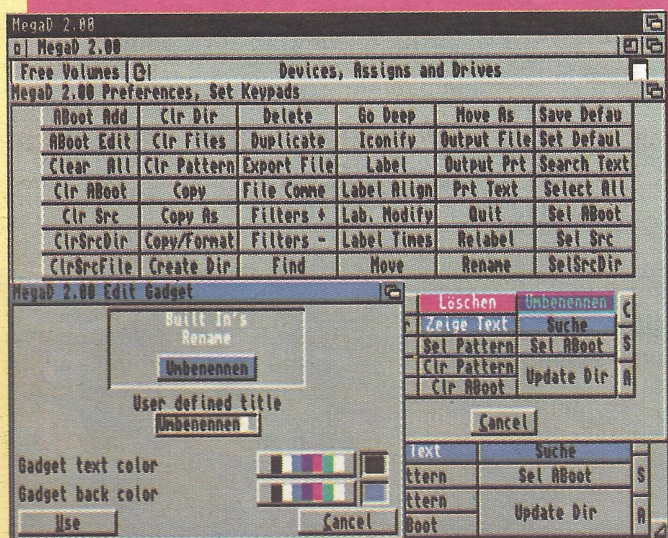 MegaD 2.00
MegaD 2.00
Free Volumes Devices, Assigns and Drives
MegaD 2.00 Preferences, Set Keypads
ABoot Add Clr Dir Delete Go Deep Move As Save Defau
ABoot Edit Clr Files Duplicate Iconify Output File Set Defaul
Clear All Clr Pattern Export File Label Output Prt Search Text
Clr ABoot Copy File Comme Label Align Prt Text Select All
Clr Src Copy As Filters + Lab. Modify Quit Sel ABoot
ClrSrcDir Copy/Format Filters - Label Times Relabel Sel Src
ClrSrcFile Create Dir Find Move Rename SelSrcDir
MegaD 2.00 Edit Gadget
Built In's
Rename
Umbenennen
User defined title
Umbenennen
Gadget text color
Gadget back color
Use Cancel
Löschen Umbenennen C
Zeige Text Suche
Sel Pattern Sel ABoot S
Clr Pattern Update Dir
Clr ABoot A
Cancel
Text Suche
ttern Sel ABoot S
ttern Update Dir
Boot A